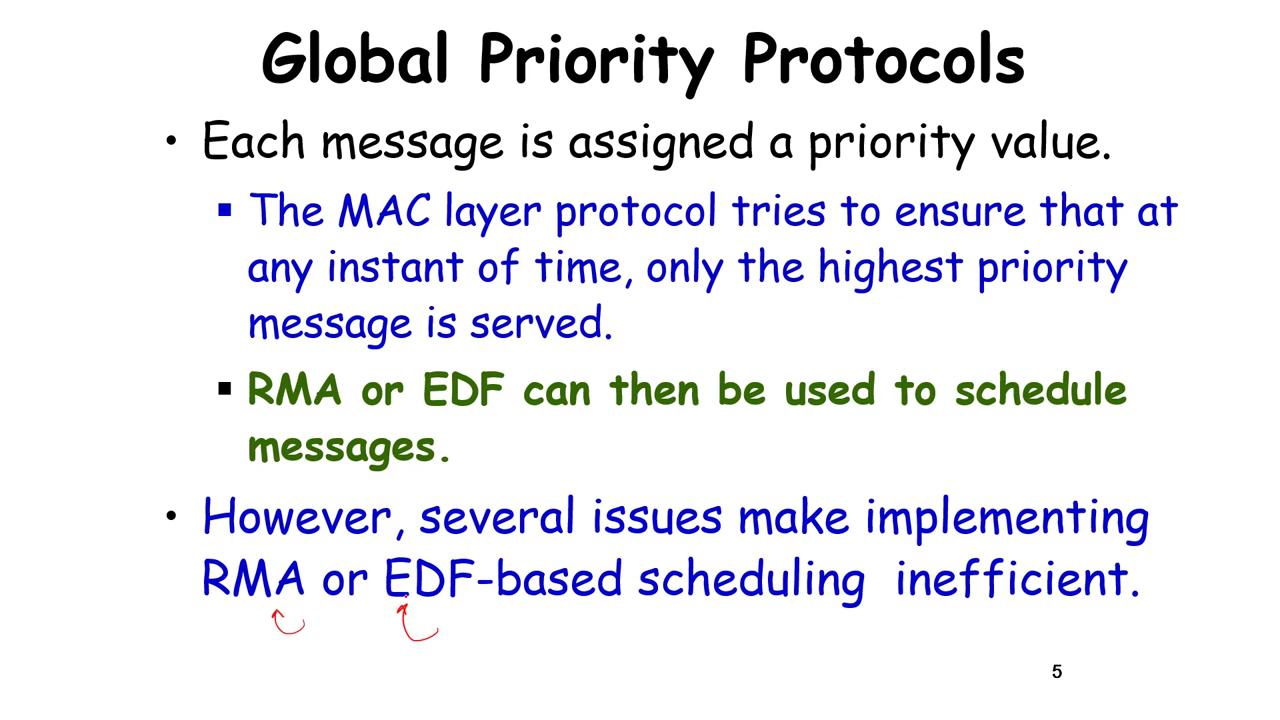 Global Priority Protocols
• Each message is assigned a priority value.
▪ The MAC layer protocol tries to ensure that at
any instant of time, only the highest priority
message is served.
▪ RMA or EDF can then be used to schedule
messages.
• However, several issues make implementing
RMA or EDF-based scheduling inefficient.
5